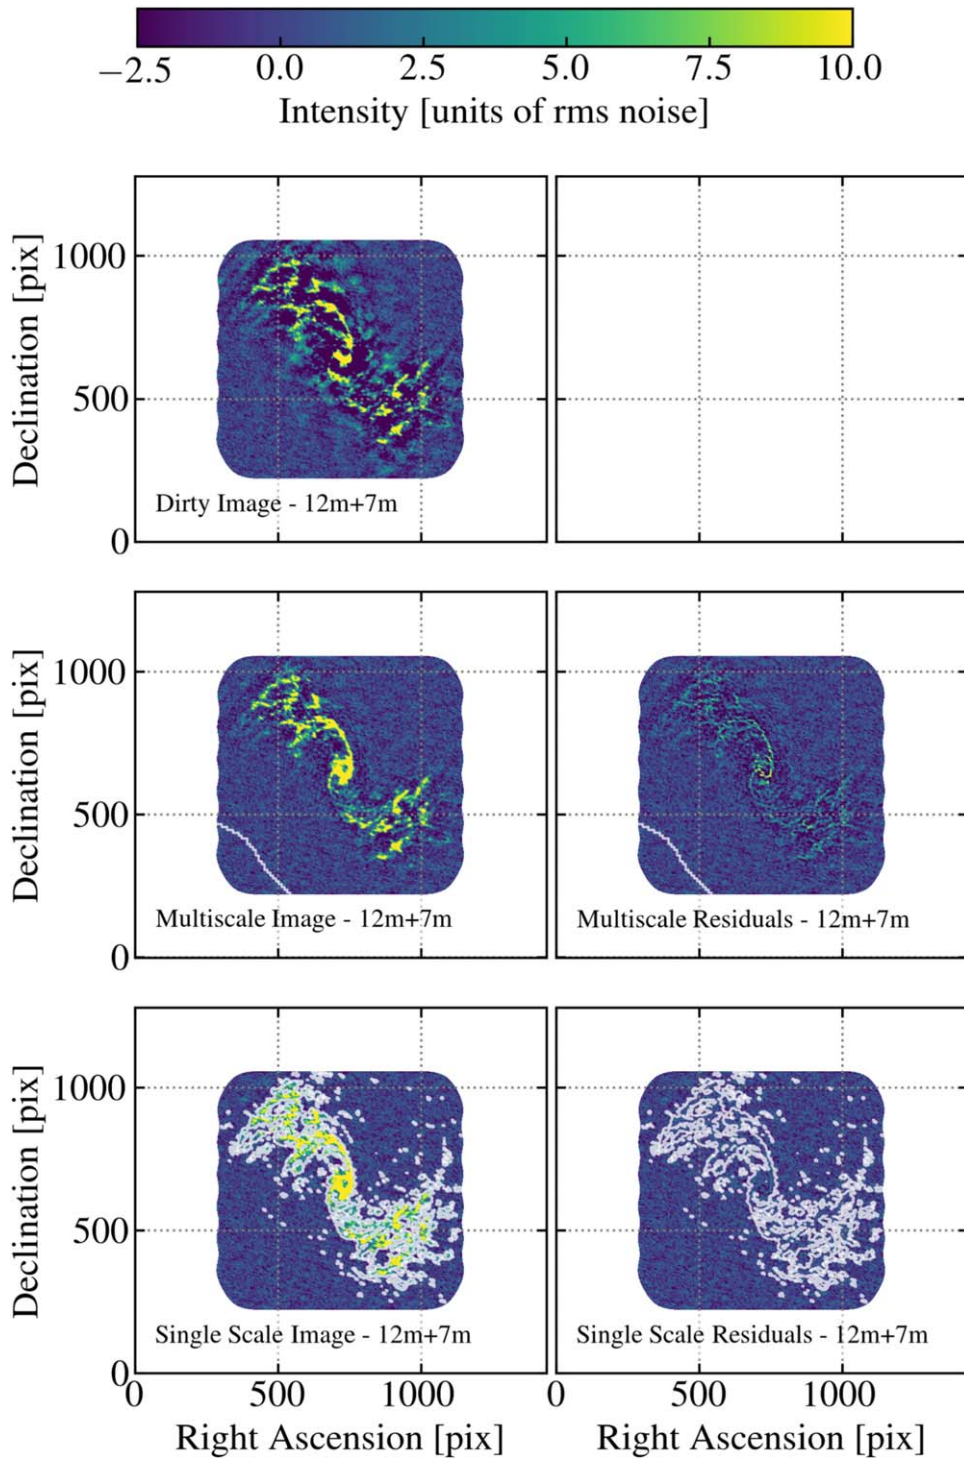 −2.5 0.0 2.5 5.0 7.5 10.0
Intensity [units of rms noise]
Declination [pix]
1000
500
0
Dirty Image - 12m+7m
Declination [pix]
1000
500
0
Multiscale Image - 12m+7m
Multiscale Residuals - 12m+7m
Declination [pix]
1000
500
0
Single Scale Image - 12m+7m
Single Scale Residuals - 12m+7m
0 500 1000 0 500 1000
Right Ascension [pix] Right Ascension [pix]